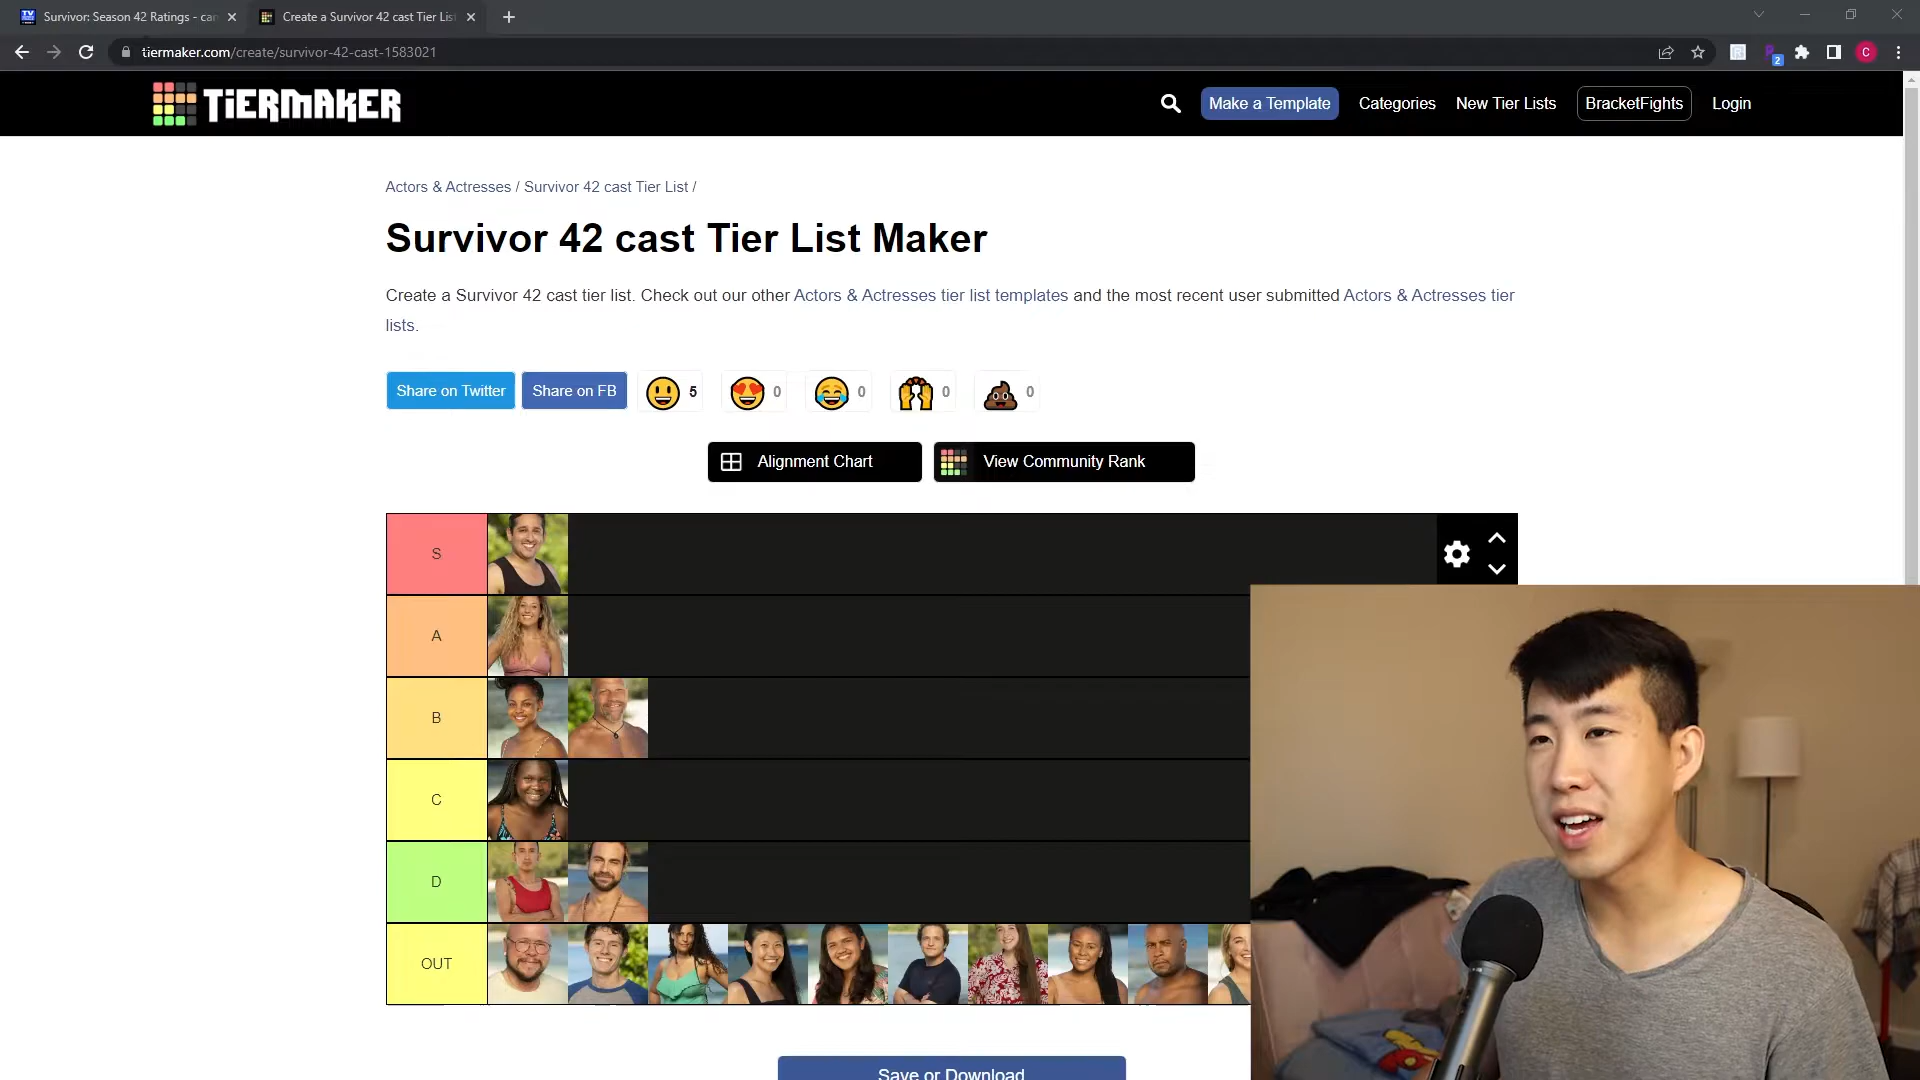 Survivor: Season 42 Ratings - can
Create a Survivor 42 cast Tier List
tiermaker.com/create/survivor-42-cast-1583021
2
C
TiERMAKER
Make a Template
Categories
New Tier Lists
BracketFights
Login
Actors & Actresses / Survivor 42 cast Tier List /
Survivor 42 cast Tier List Maker
Create a Survivor 42 cast tier list. Check out our other Actors & Actresses tier list templates and the most recent user submitted Actors & Actresses tier
lists.
Share on Twitter
Share on FB
5
0
0
0
0
Alignment Chart
View Community Rank
S
A
B
C
D
OUT
Save or Download